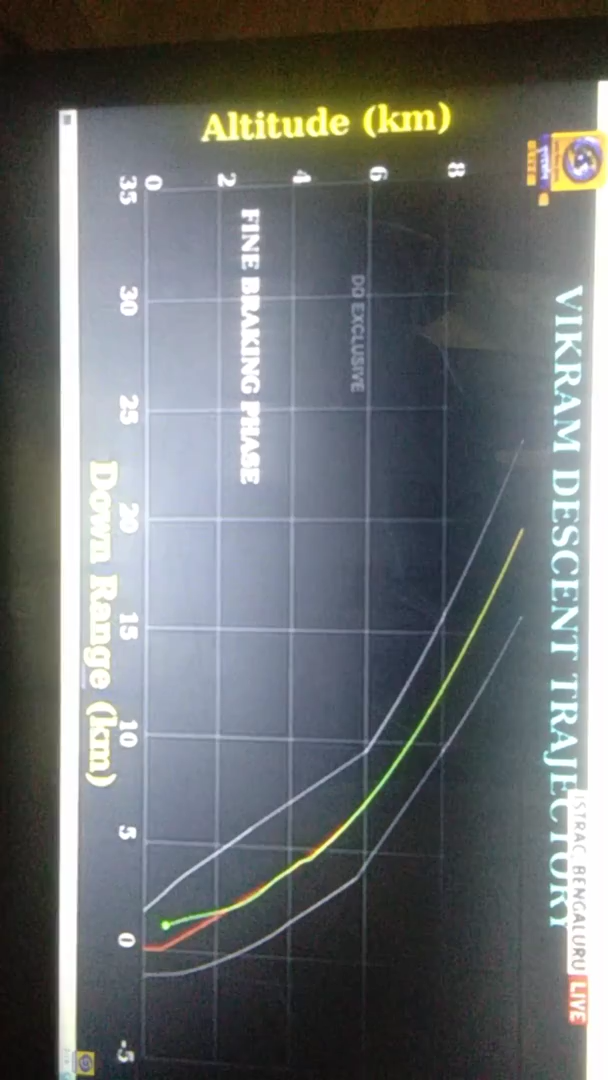 VIKRAM DESCENT TRAJECTORY
ISTRAC, BENGALURU LIVE
Altitude (km)
8
6
4
2
0
DD EXCLUSIVE
FINE BRAKING PHASE
35 30 25 20 15 10 5 0 -5
Down Range (km)